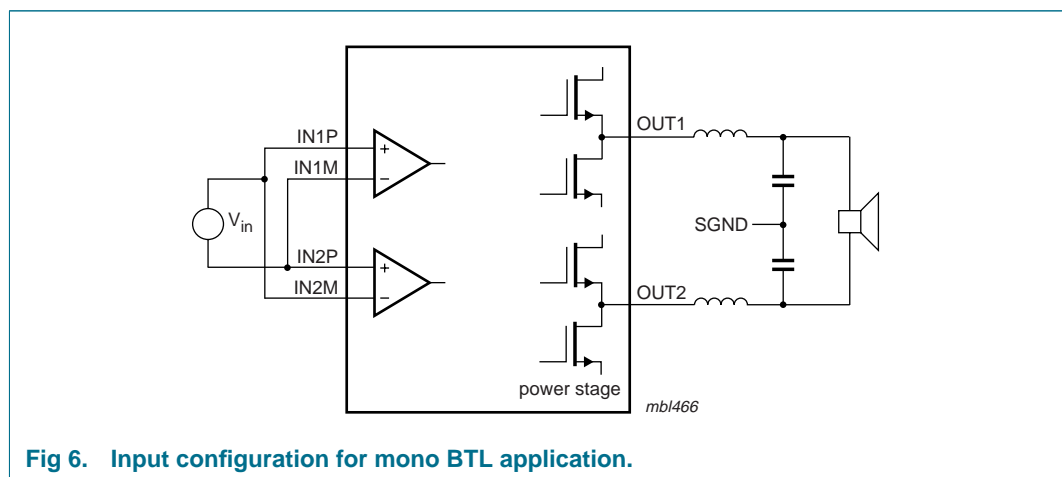 IN1P
IN1M
V_in
IN2P
IN2M
OUT1
SGND
OUT2
power stage
mbl466
Fig 6. Input configuration for mono BTL application.